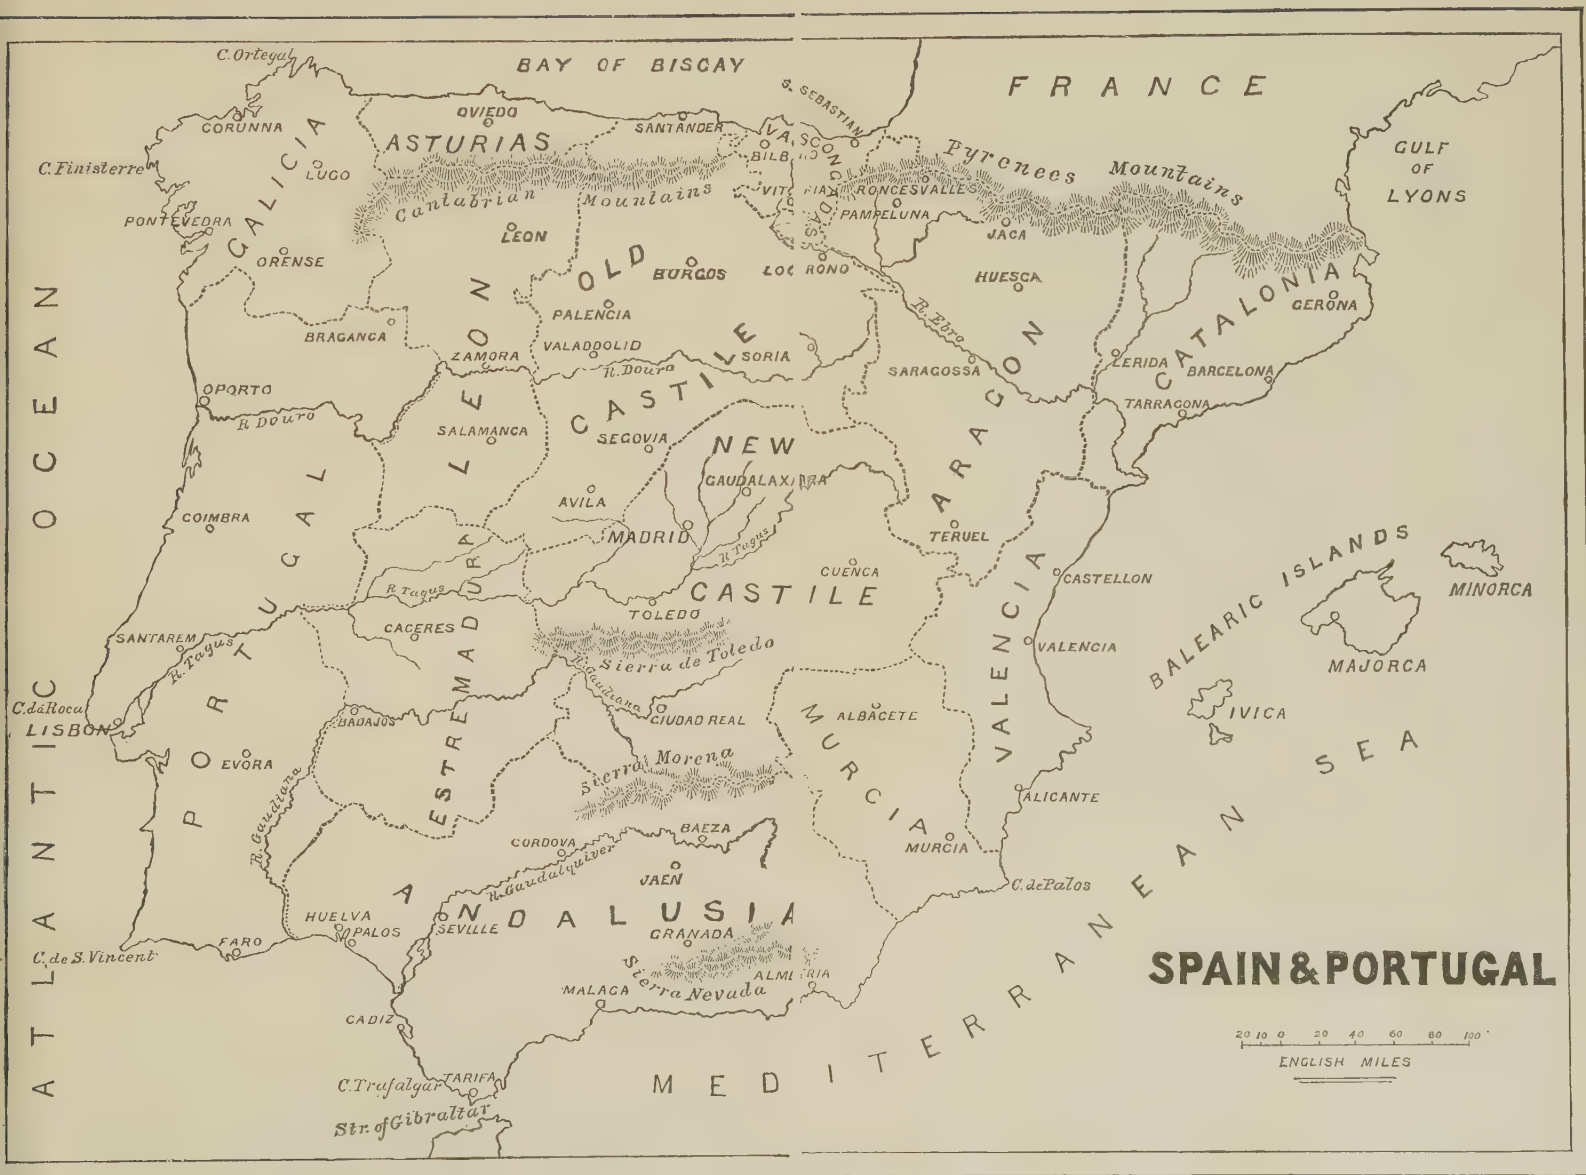 C. Ortegal
BAY OF BISCAY
FRANCE
S. SEBASTIAN
CORUNNA
OVIEDO
SANTANDER
ASTURIAS
VASCONGADAS
BILBAO
GULF
OF
LYONS
C. Finisterre
LUGO
GALICIA
Cantabrian Mountains
VITORIA
RONCESVALLES
Pyrenees Mountains
PONTEVEDRA
PAMPELUNA
ORENSE
LEON
JACA
OLD
BURGOS
LOGRONO
HUESCA
CATALONIA
GERONA
PALENCIA
BRAGANCA
R. Ebro
LEON
ZAMORA
VALADDOLID
SORIA
R. Douro
SARAGOSSA
LERIDA
BARCELONA
OPORTO
R Douro
CASTILE
TARRAGONA
SALAMANCA
SEGOVIA
NEW
ARAGON
GAUDALAXARA
AVILA
COIMBRA
MADRID
R. Tagus
TERUEL
PORTUGAL
CUENCA
CASTELLON
BALEARIC ISLANDS
MINORCA
R Tagus
CASTILE
TOLEDO
SANTAREM
CACERES
R. Tagus
Sierra de Toledo
VALENCIA
VALENCIA
MAJORCA
ESTREMADURA
Gaudiana
C. da Roca
LISBON
BADAJOS
CIUDAD REAL
ALBACETE
IVICA
EVORA
Sierra Morena
MURCIA
R. Gaudiana
ALICANTE
CORDOVA
BAEZA
MURCIA
R. Gaudalquiver
JAEN
C. de Palos
HUELVA
PALOS
SEVILLE
ANDALUSIA
GRANADA
FARO
C. de S. Vincent
Sierra Nevada
ALMERIA
MALAGA
CADIZ
C. Trafalgar
TARIFA
Str. of Gibraltar
ATLANTIC OCEAN
MEDITERRANEAN SEA
SPAIN & PORTUGAL
20 10 0 20 40 60 80 100
ENGLISH MILES